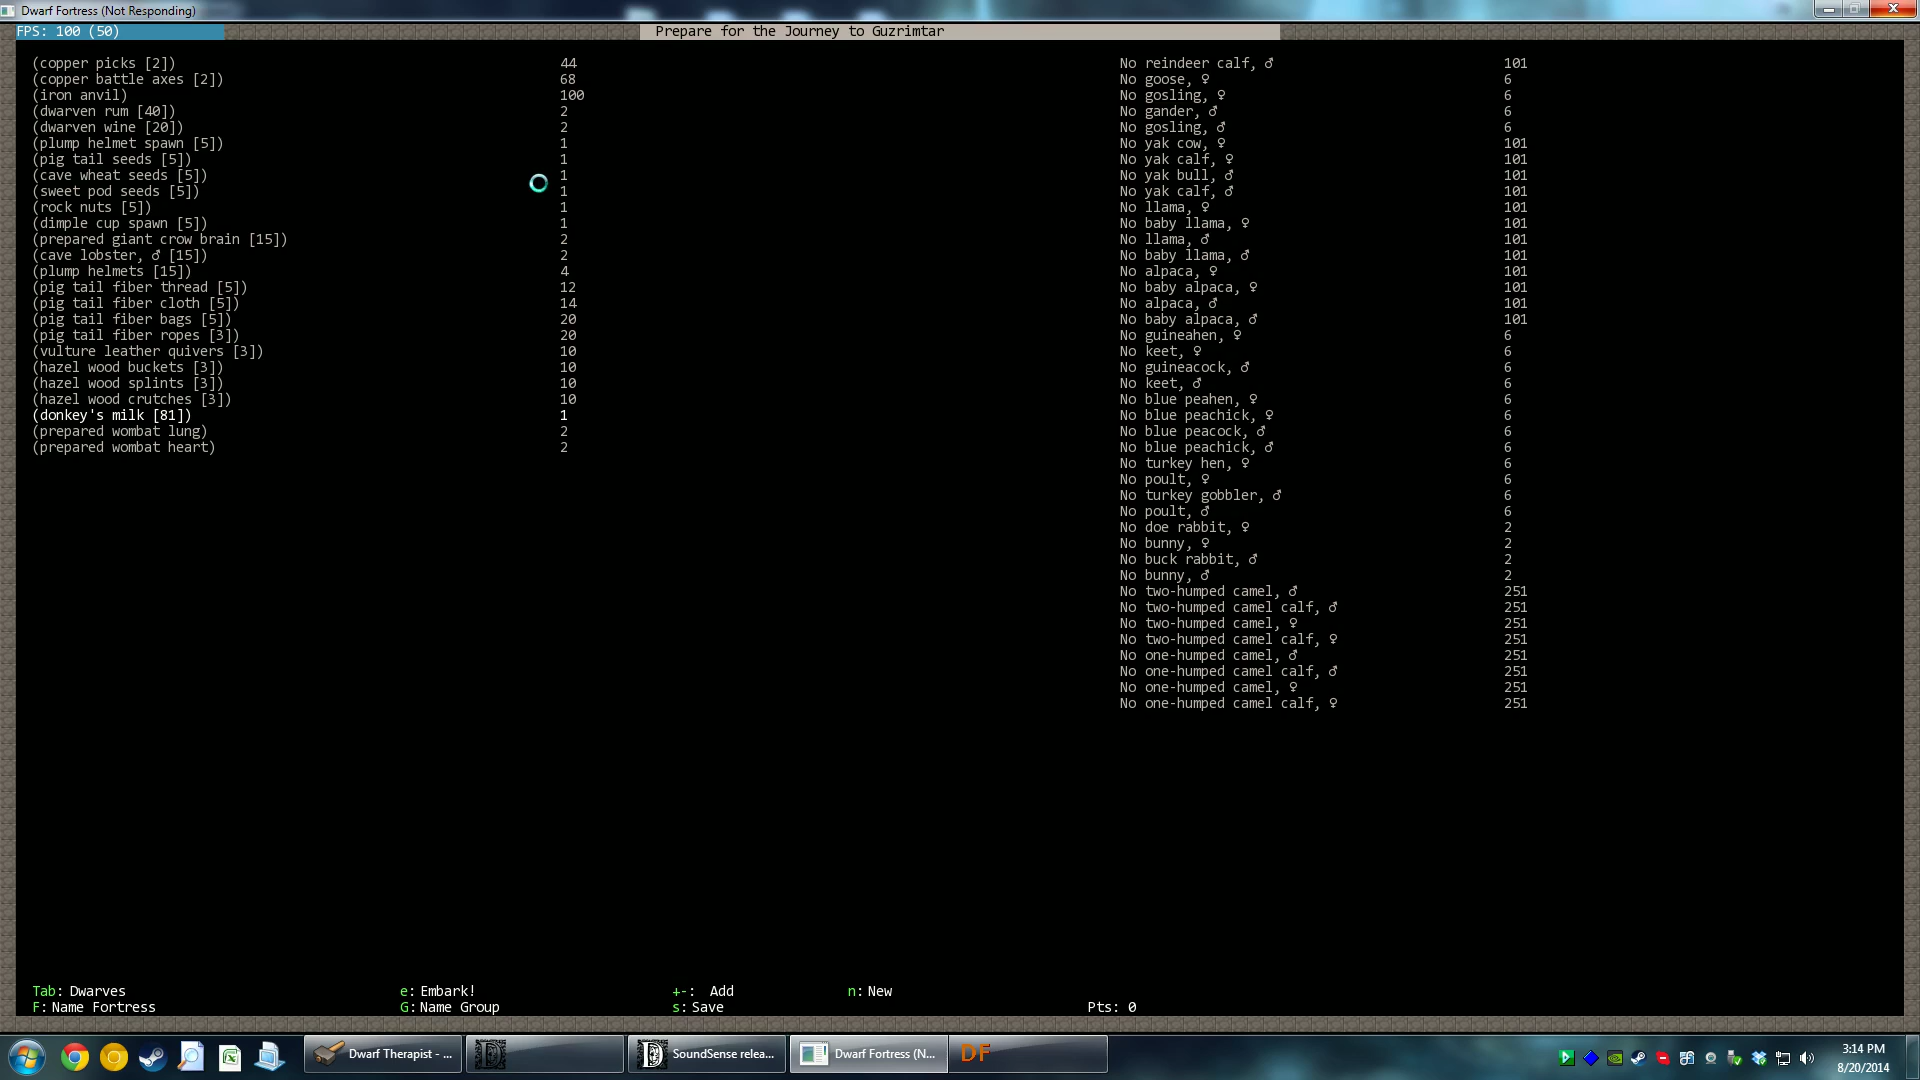 Dwarf Fortress (Not Responding)
FPS: 100 (50)
Prepare for the Journey to Guzrimtar
(copper picks [2]) 44
(copper battle axes [2]) 68
(iron anvil) 100
(dwarven rum [40]) 2
(dwarven wine [20]) 2
(plump helmet spawn [5]) 1
(pig tail seeds [5]) 1
(cave wheat seeds [5]) 1
(sweet pod seeds [5]) 1
(rock nuts [5]) 1
(dimple cup spawn [5]) 1
(prepared giant crow brain [15]) 2
(cave lobster, ♂ [15]) 2
(plump helmets [15]) 4
(pig tail fiber thread [5]) 12
(pig tail fiber cloth [5]) 14
(pig tail fiber bags [5]) 20
(pig tail fiber ropes [3]) 20
(vulture leather quivers [3]) 10
(hazel wood buckets [3]) 10
(hazel wood splints [3]) 10
(hazel wood crutches [3]) 10
(donkey's milk [81]) 1
(prepared wombat lung) 2
(prepared wombat heart) 2
No reindeer calf, ♂ 101
No goose, ♀ 6
No gosling, ♀ 6
No gander, ♂ 6
No gosling, ♂ 6
No yak cow, ♀ 101
No yak calf, ♀ 101
No yak bull, ♂ 101
No yak calf, ♂ 101
No llama, ♀ 101
No baby llama, ♀ 101
No llama, ♂ 101
No baby llama, ♂ 101
No alpaca, ♀ 101
No baby alpaca, ♀ 101
No alpaca, ♂ 101
No baby alpaca, ♂ 101
No guineahen, ♀ 6
No keet, ♀ 6
No guineacock, ♂ 6
No keet, ♂ 6
No blue peahen, ♀ 6
No blue peachick, ♀ 6
No blue peacock, ♂ 6
No blue peachick, ♂ 6
No turkey hen, ♀ 6
No poult, ♀ 6
No turkey gobbler, ♂ 6
No poult, ♂ 6
No doe rabbit, ♀ 2
No bunny, ♀ 2
No buck rabbit, ♂ 2
No bunny, ♂ 2
No two-humped camel, ♂ 251
No two-humped camel calf, ♂ 251
No two-humped camel, ♀ 251
No two-humped camel calf, ♀ 251
No one-humped camel, ♂ 251
No one-humped camel calf, ♂ 251
No one-humped camel, ♀ 251
No one-humped camel calf, ♀ 251
Tab: Dwarves e: Embark! +-: Add n: New
F: Name Fortress G: Name Group s: Save Pts: 0
Dwarf Therapist - ... SoundSense relea... Dwarf Fortress (N... DF
3:14 PM
8/20/2014